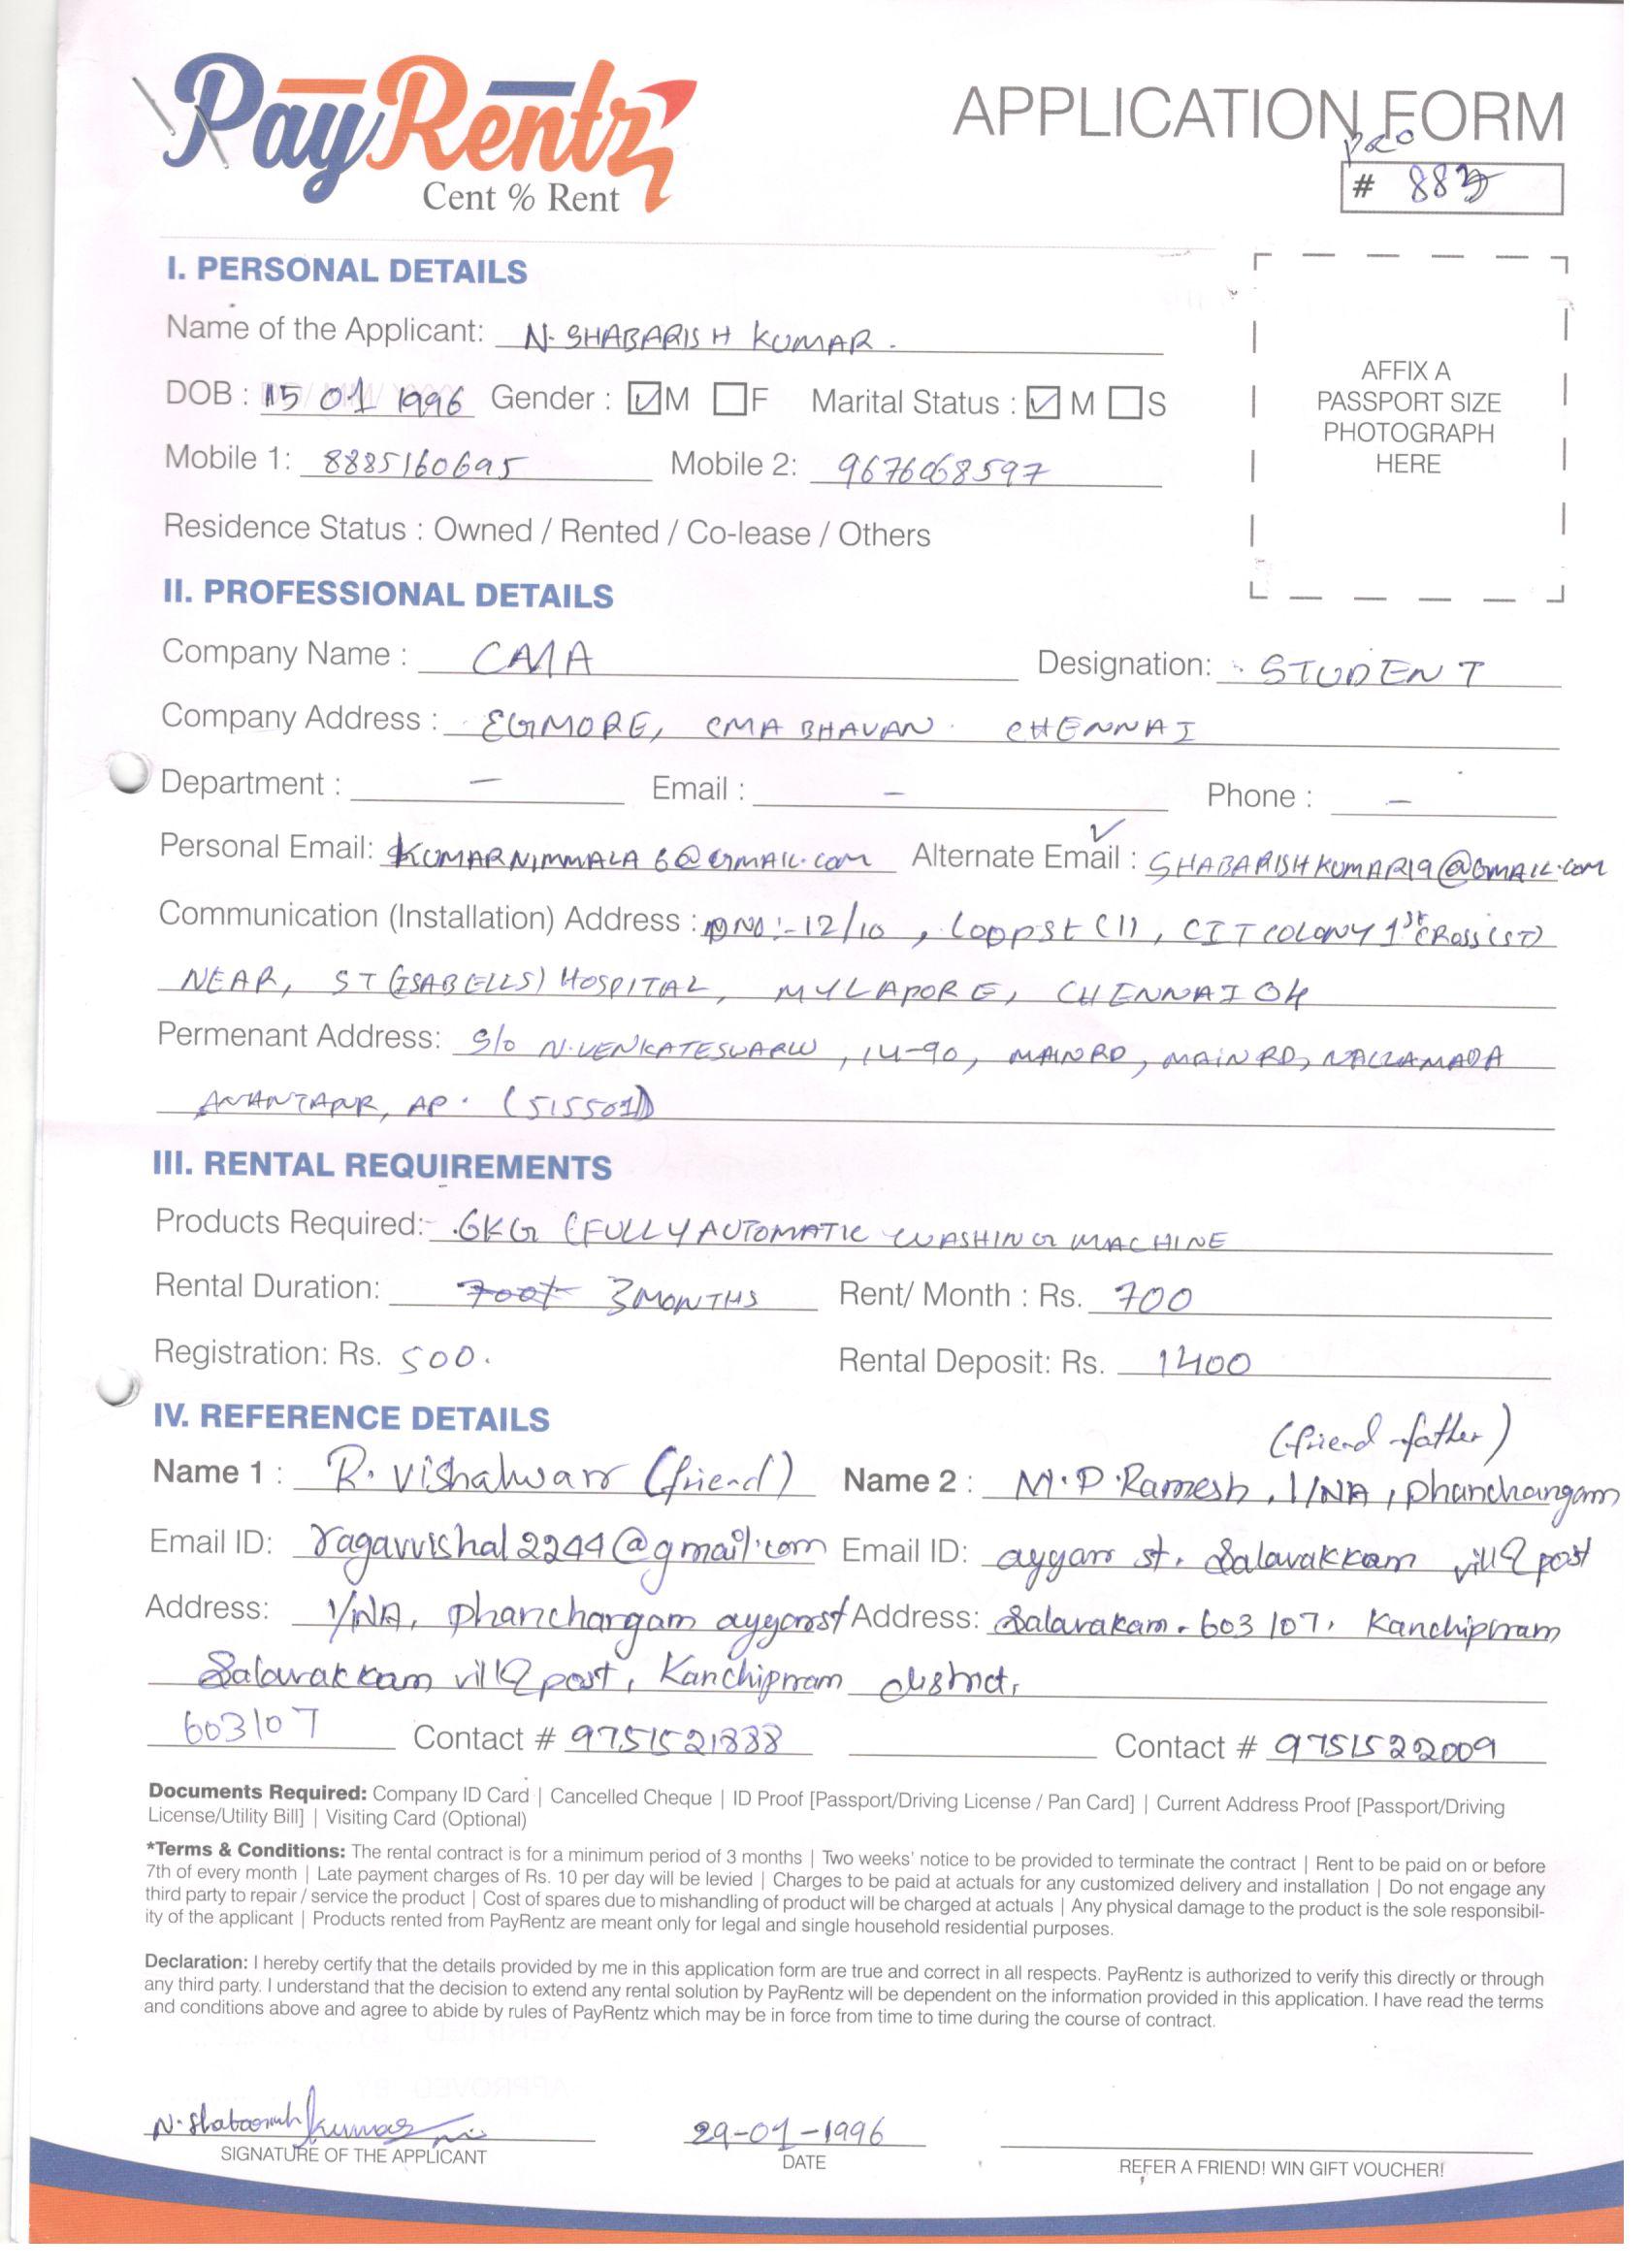 PayRentz
Cent % Rent
APPLICATION FORM
# 882
I. PERSONAL DETAILS
Name of the Applicant: N. SHABARISH KUMAR.
DOB : 15 01 1996 Gender : ☑M ☐F Marital Status : ☑ M ☐S
Mobile 1: 8885160695 Mobile 2: 9676068597
Residence Status : Owned / Rented / Co-lease / Others
AFFIX A
PASSPORT SIZE
PHOTOGRAPH
HERE
II. PROFESSIONAL DETAILS
Company Name : CMA Designation: STUDENT
Company Address : EGMORE, CMA BHAVAN. CHENNAI
Department : — Email : — Phone : —
Personal Email: KUMARNIMMALA6@GMAIL.com Alternate Email : SHABARISHKUMAR19@GMAIL.com
Communication (Installation) Address : DNO:-12/10, Loopst (1), CIT COLONY 1st CROSS (ST)
NEAR, ST (ISABELLS) HOSPITAL, MYLAPORE, CHENNAI 04
Permenant Address: S/o N.VENKATESWARLU, 14-90, MAIN RD, MAIN RD, NALLAMADA
ANANTAPUR, AP. (515501)
III. RENTAL REQUIREMENTS
Products Required:- 6KG (FULLY AUTOMATIC WASHING MACHINE
Rental Duration: 3 MONTHS Rent/ Month : Rs. 700
Registration: Rs. 500. Rental Deposit: Rs. 1400
IV. REFERENCE DETAILS
(friend father)
Name 1 : R. Vishalwarr (friend) Name 2 : M.P. Ramesh, 1/NA, phanchangam
Email ID: ragavvishal2244@gmail.com Email ID: ayyarr st, Salavakkam vill & post
Address: 1/NA, phanchargam ayyarrst Address: Salavakam - 603 107, Kanchipuram
Salavakkam vill & post, Kanchipuram district,
603107 Contact # 9751521888 Contact # 9751522009
Documents Required: Company ID Card | Cancelled Cheque | ID Proof [Passport/Driving License / Pan Card] | Current Address Proof [Passport/Driving
License/Utility Bill] | Visiting Card (Optional)
*Terms & Conditions: The rental contract is for a minimum period of 3 months | Two weeks' notice to be provided to terminate the contract | Rent to be paid on or before
7th of every month | Late payment charges of Rs. 10 per day will be levied | Charges to be paid at actuals for any customized delivery and installation | Do not engage any
third party to repair / service the product | Cost of spares due to mishandling of product will be charged at actuals | Any physical damage to the product is the sole responsibil-
ity of the applicant | Products rented from PayRentz are meant only for legal and single household residential purposes.
Declaration: I hereby certify that the details provided by me in this application form are true and correct in all respects. PayRentz is authorized to verify this directly or through
any third party. I understand that the decision to extend any rental solution by PayRentz will be dependent on the information provided in this application. I have read the terms
and conditions above and agree to abide by rules of PayRentz which may be in force from time to time during the course of contract.
N. Shabarish kumar
SIGNATURE OF THE APPLICANT
29-01-1996
DATE
REFER A FRIEND! WIN GIFT VOUCHER!